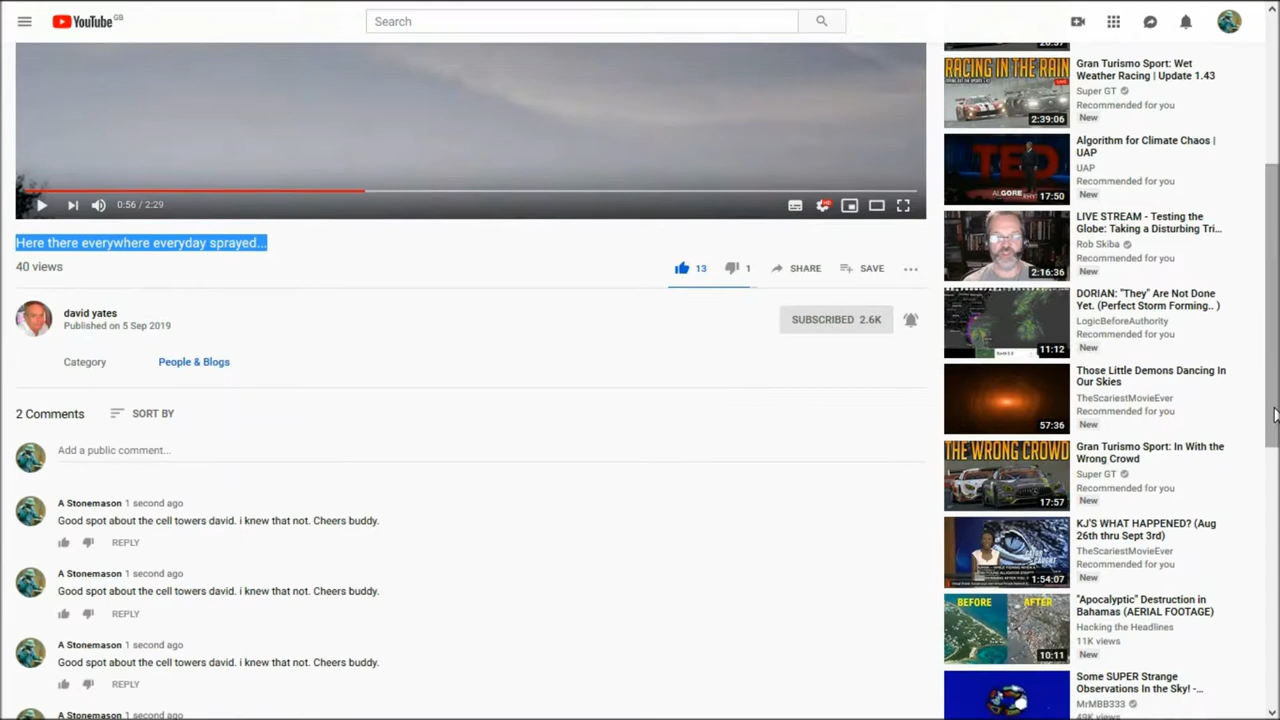 YouTube GB
Search
0:56 / 2:29
Here there everywhere everyday sprayed...
40 views
13
1
SHARE
SAVE
david yates
Published on 5 Sep 2019
SUBSCRIBED 2.6K
Category
People & Blogs
2 Comments
SORT BY
Add a public comment...
A Stonemason 1 second ago
Good spot about the cell towers david. i knew that not. Cheers buddy.
REPLY
A Stonemason 1 second ago
Good spot about the cell towers david. i knew that not. Cheers buddy.
REPLY
A Stonemason 1 second ago
Good spot about the cell towers david. i knew that not. Cheers buddy.
REPLY
A Stonemason 1 second ago
RACING IN THE RAIN
2:39:06
Gran Turismo Sport: Wet
Weather Racing | Update 1.43
Super GT
Recommended for you
New
TED
17:50
Algorithm for Climate Chaos |
UAP
UAP
Recommended for you
New
2:16:36
LIVE STREAM - Testing the
Globe: Taking a Disturbing Tri...
Rob Skiba
Recommended for you
New
11:12
DORIAN: "They" Are Not Done
Yet. (Perfect Storm Forming.. )
LogicBeforeAuthority
Recommended for you
New
57:36
Those Little Demons Dancing In
Our Skies
TheScariestMovieEver
Recommended for you
New
THE WRONG CROWD
17:57
Gran Turismo Sport: In With the
Wrong Crowd
Super GT
Recommended for you
New
1:54:07
KJ'S WHAT HAPPENED? (Aug
26th thru Sept 3rd)
TheScariestMovieEver
Recommended for you
New
BEFORE AFTER
10:11
"Apocalyptic" Destruction in
Bahamas (AERIAL FOOTAGE)
Hacking the Headlines
11K views
New
Some SUPER Strange
Observations In the Sky! -...
MrMBB333
49K views